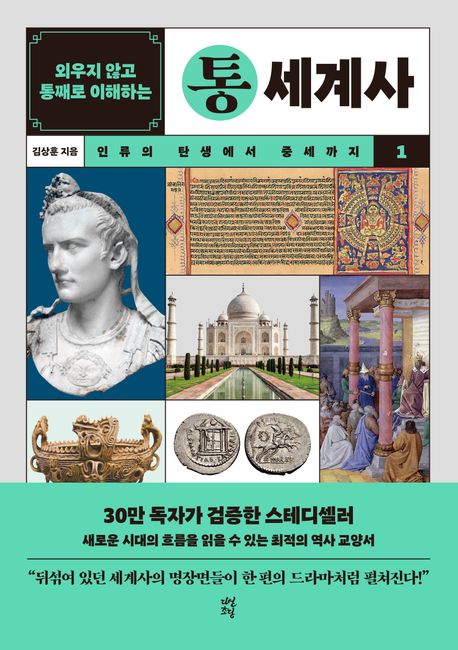 외우지 않고
통째로 이해하는
통 세계사
김상훈 지음
인류의 탄생에서 중세까지
1
30만 독자가 검증한 스테디셀러
새로운 시대의 흐름을 읽을 수 있는 최적의 역사 교양서
“뒤섞여 있던 세계사의 명장면들이 한 편의 드라마처럼 펼쳐진다!”
다산
초당